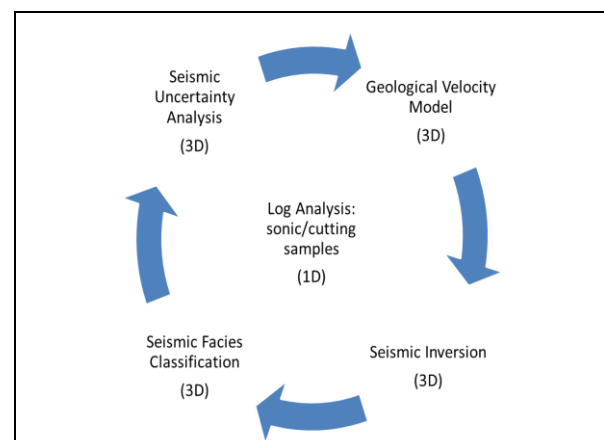 Seismic
Uncertainty
Analysis
(3D)
Geological Velocity
Model
(3D)
Log Analysis:
sonic/cutting
samples
(1D)
Seismic Facies
Classification
(3D)
Seismic Inversion
(3D)